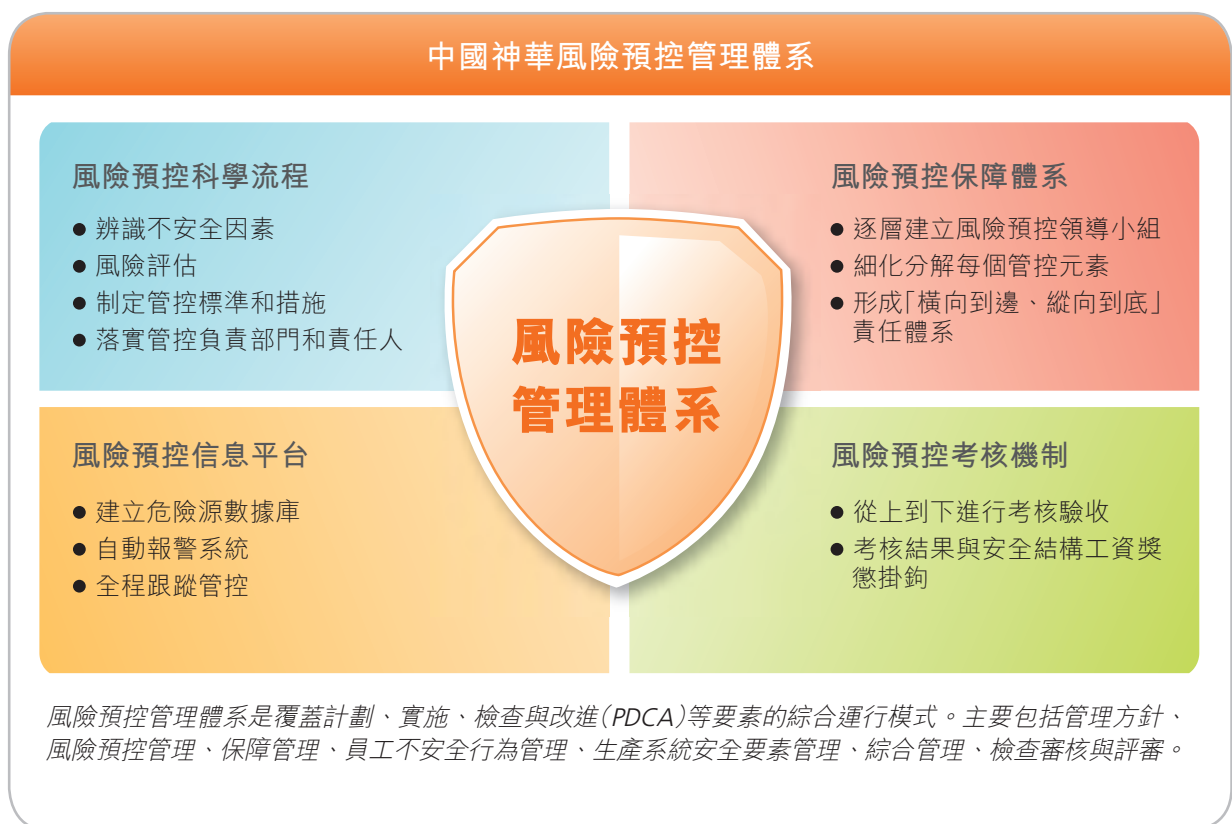 中國神華風險預控管理體系
風險預控科學流程
● 辨識不安全因素
● 風險評估
● 制定管控標準和措施
● 落實管控負責部門和責任人
風險預控保障體系
● 逐層建立風險預控領導小組
● 細化分解每個管控元素
● 形成「橫向到邊、縱向到底」
責任體系
風險預控
管理體系
風險預控信息平台
● 建立危險源數據庫
● 自動報警系統
● 全程跟蹤管控
風險預控考核機制
● 從上到下進行考核驗收
● 考核結果與安全結構工資獎
懲掛鈎
風險預控管理體系是覆蓋計劃、實施、檢查與改進(PDCA)等要素的綜合運行模式。主要包括管理方針、
風險預控管理、保障管理、員工不安全行為管理、生產系統安全要素管理、綜合管理、檢查審核與評審。